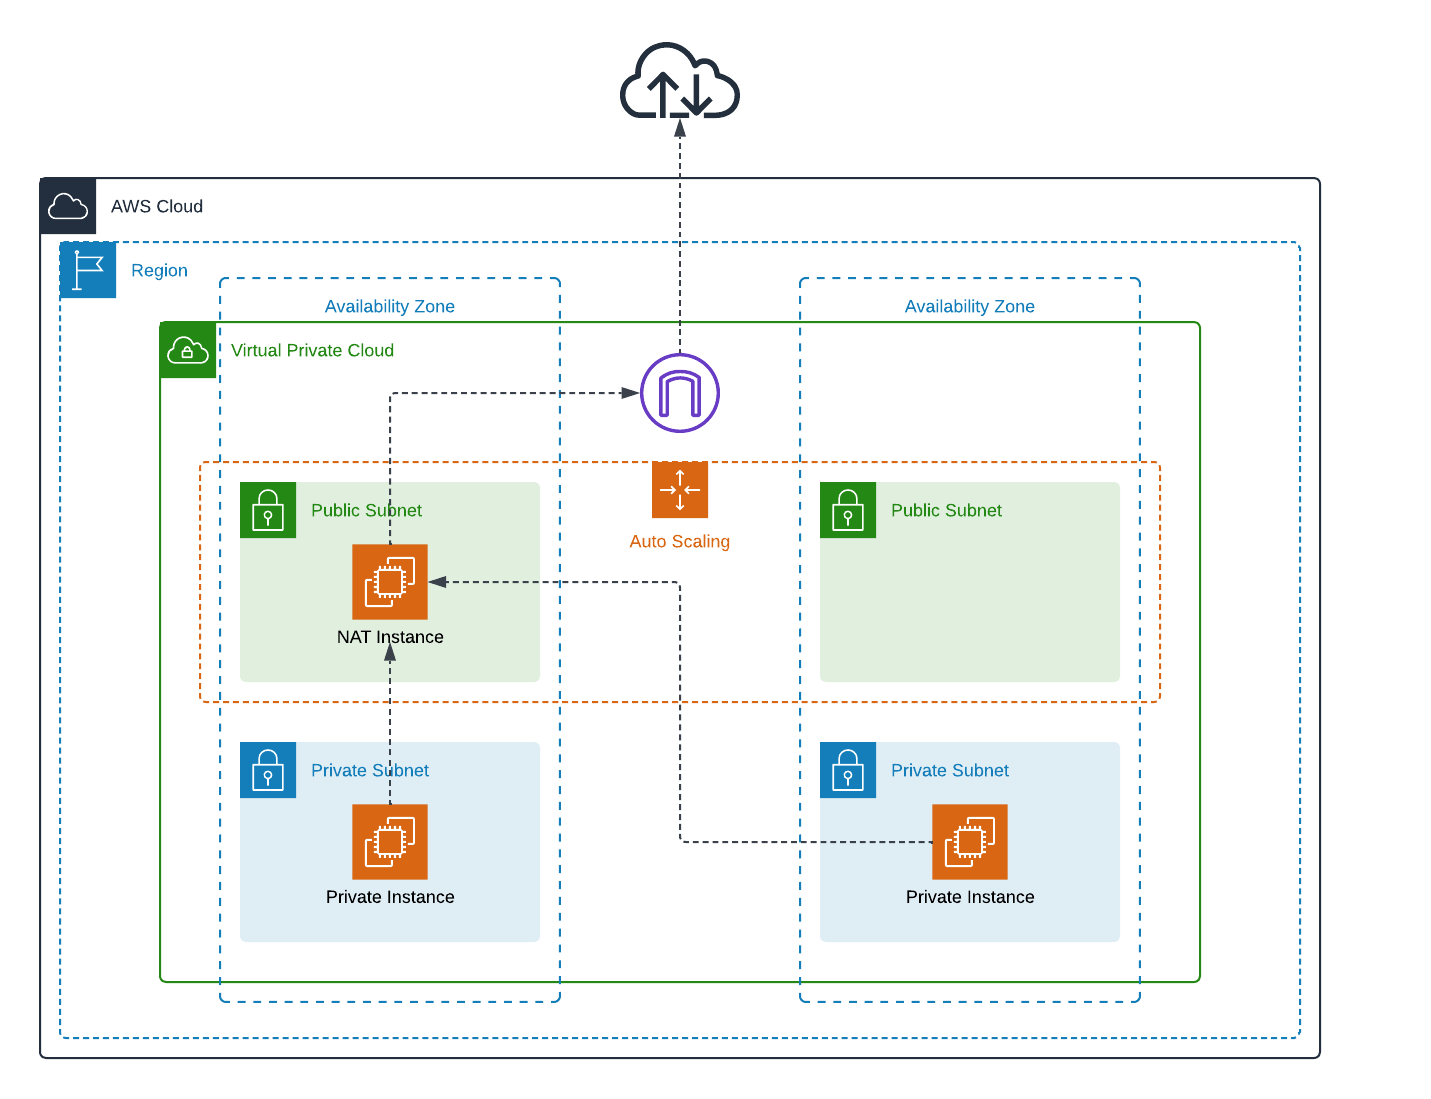 AWS Cloud
Region
Availability Zone
Availability Zone
Virtual Private Cloud
Public Subnet
Public Subnet
Auto Scaling
NAT Instance
Private Subnet
Private Subnet
Private Instance
Private Instance